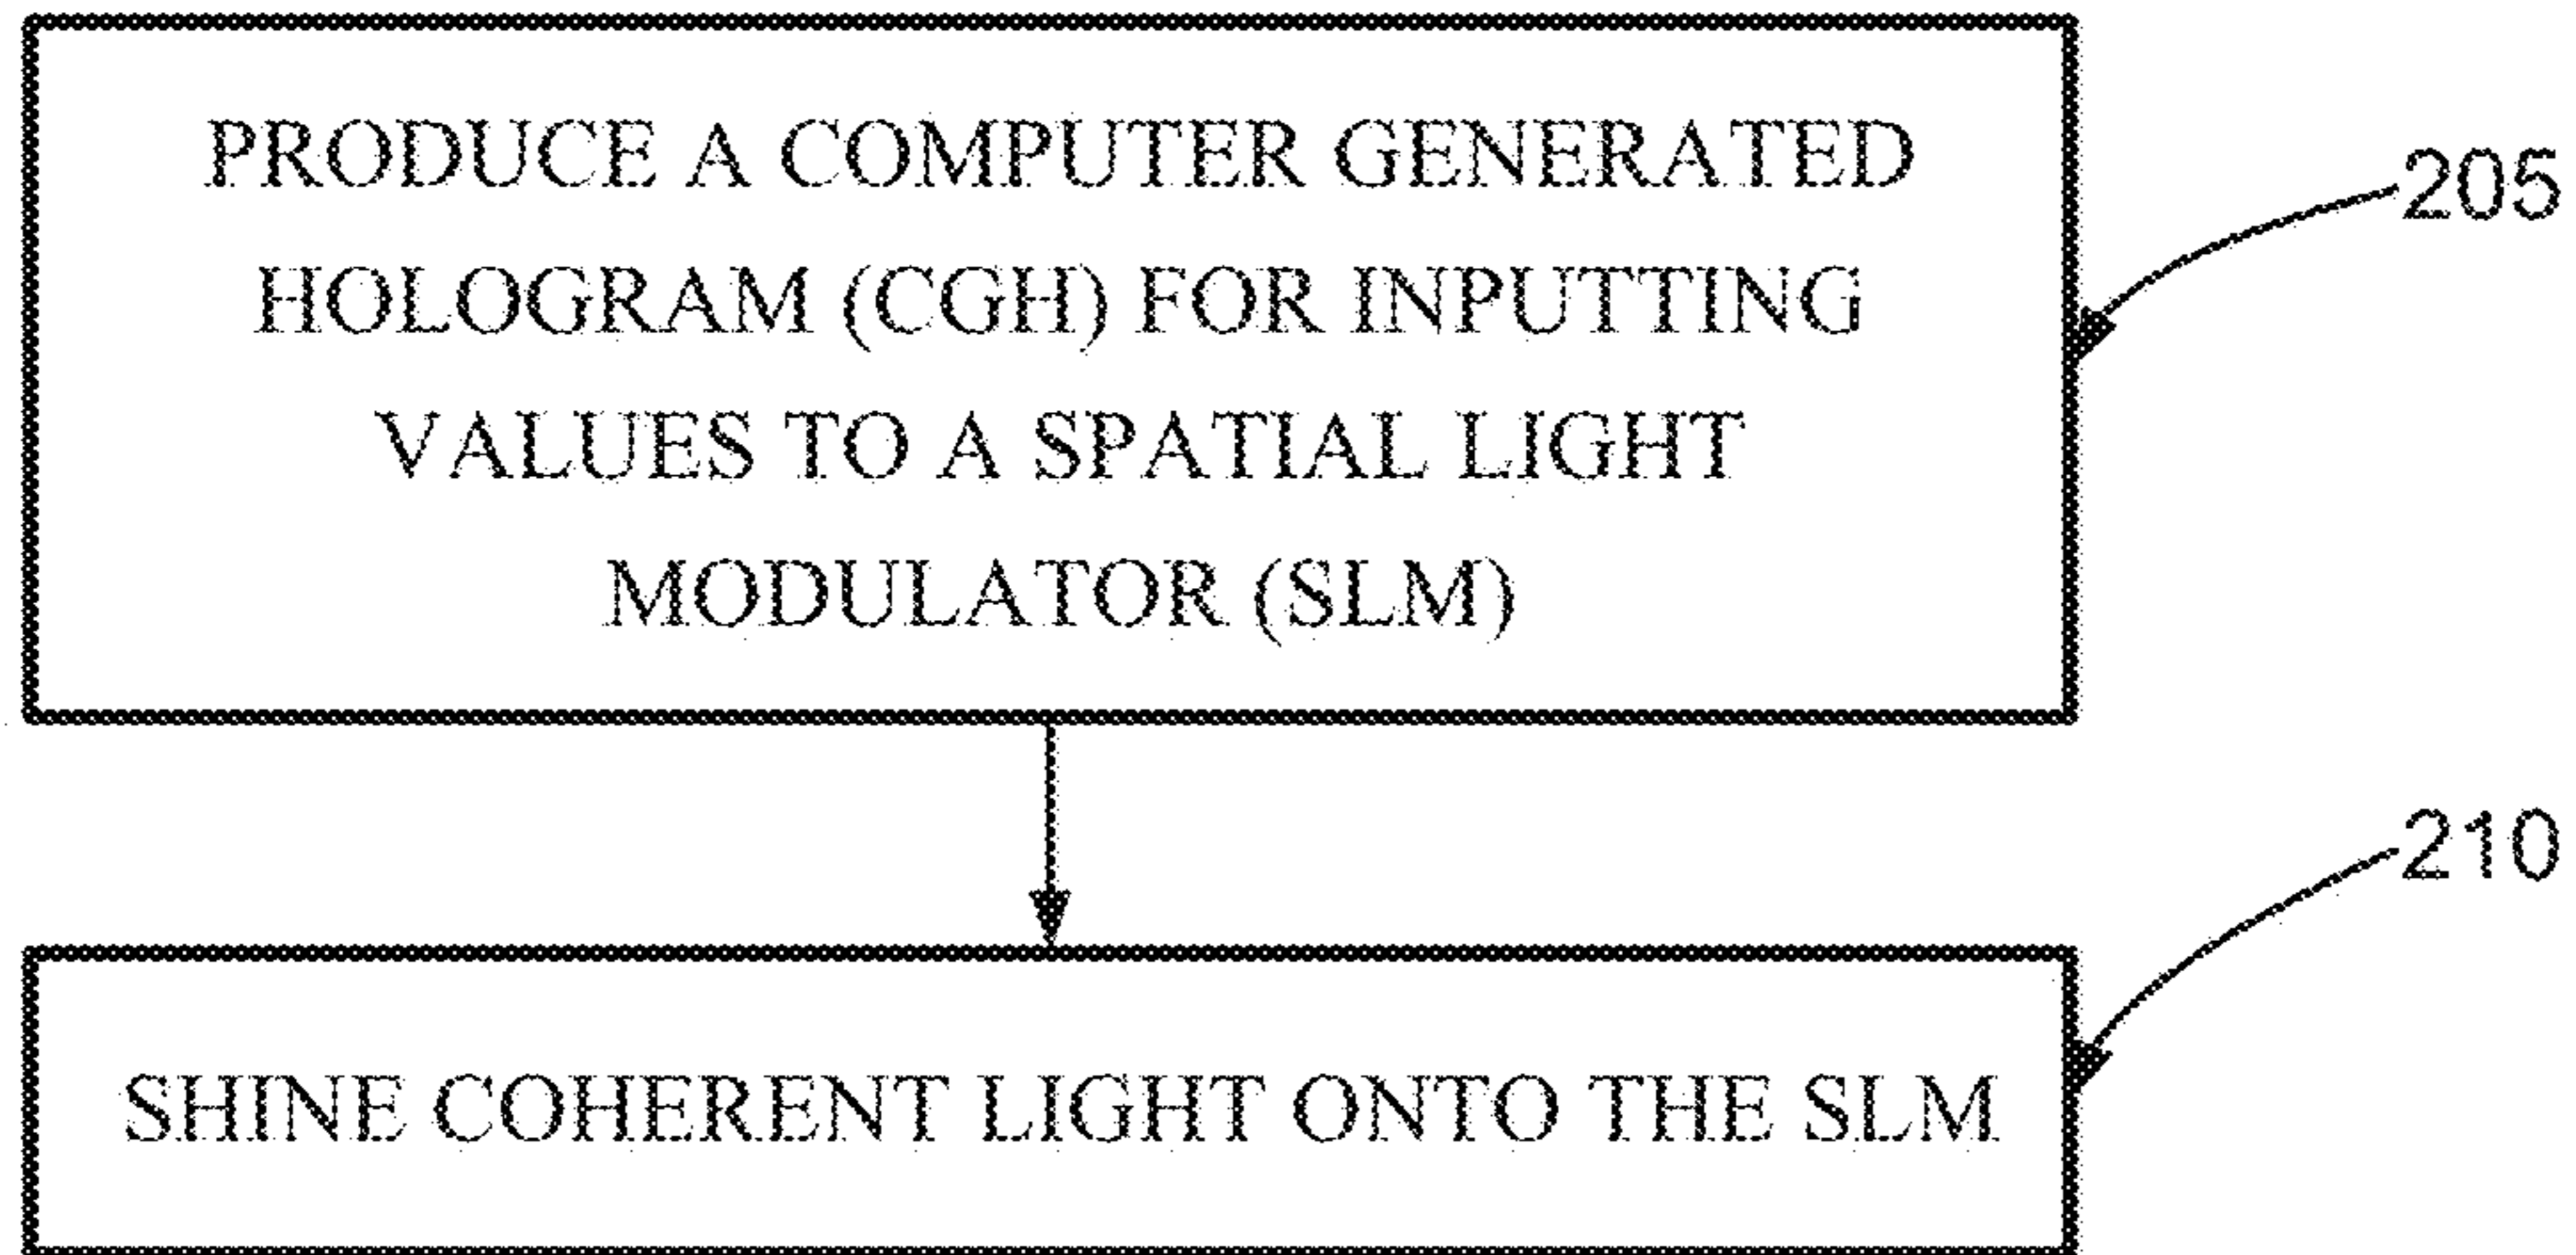 PRODUCE A COMPUTER GENERATED
HOLOGRAM (CGH) FOR INPUTTING
VALUES TO A SPATIAL LIGHT
MODULATOR (SLM)
205
SHINE COHERENT LIGHT ONTO THE SLM
210